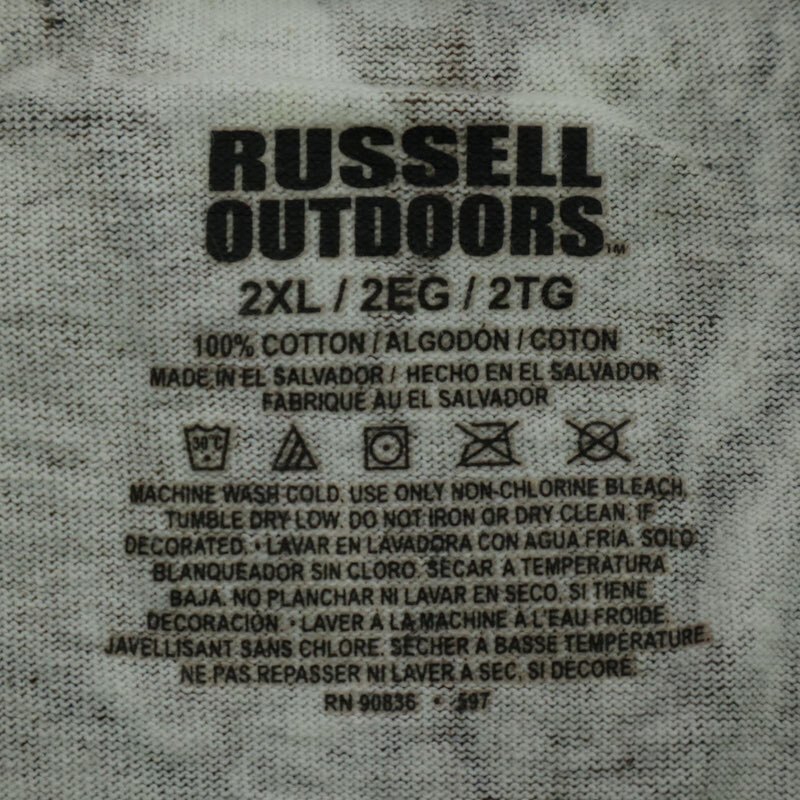 RUSSELL
OUTDOORS™
2XL / 2EG / 2TG
100% COTTON / ALGODÓN / COTON
MADE IN EL SALVADOR / HECHO EN EL SALVADOR
FABRIQUÉ AU EL SALVADOR
30°C
MACHINE WASH COLD. USE ONLY NON-CHLORINE BLEACH.
TUMBLE DRY LOW. DO NOT IRON OR DRY CLEAN, IF
DECORATED. • LAVAR EN LAVADORA CON AGUA FRÍA. SOLO
BLANQUEADOR SIN CLORO. SECAR A TEMPERATURA
BAJA. NO PLANCHAR NI LAVAR EN SECO, SI TIENE
DECORACIÓN • LAVER À LA MACHINE À L'EAU FROIDE.
JAVELLISANT SANS CHLORE. SÉCHER À BASSE TEMPÉRATURE.
NE PAS REPASSER NI LAVER À SEC, SI DÉCORÉ.
RN 90836 • 597